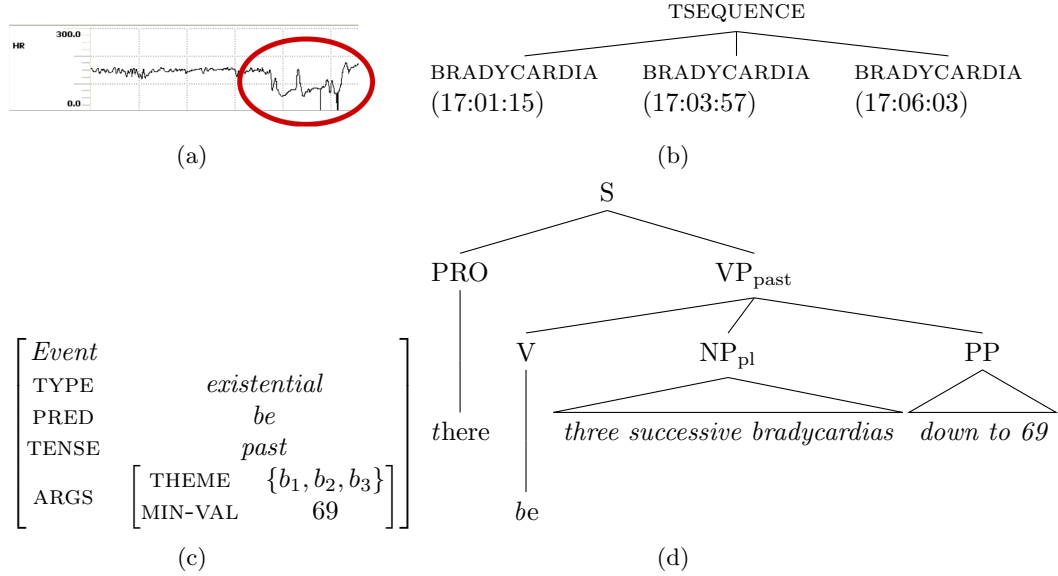 300.0
HR
0.0
(a)
TSEQUENCE
BRADYCARDIA BRADYCARDIA BRADYCARDIA
(17:01:15) (17:03:57) (17:06:03)
(b)
Event
TYPE existential
PRED be
TENSE past
ARGS THEME {b1, b2, b3}
MIN-VAL 69
(c)
S
PRO VPpast
V NPpl PP
there three successive bradycardias down to 69
be
(d)